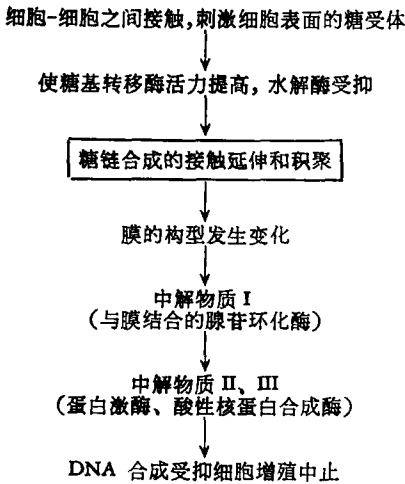 细胞-细胞之间接触,刺激细胞表面的糖受体
使糖基转移酶活力提高，水解酶受抑
糖链合成的接触延伸和积聚
膜的构型发生变化
中解物质 I
（与膜结合的腺苷环化酶）
中解物质 II、III
（蛋白激酶、酸性核蛋白合成酶）
DNA 合成受抑细胞增殖中止